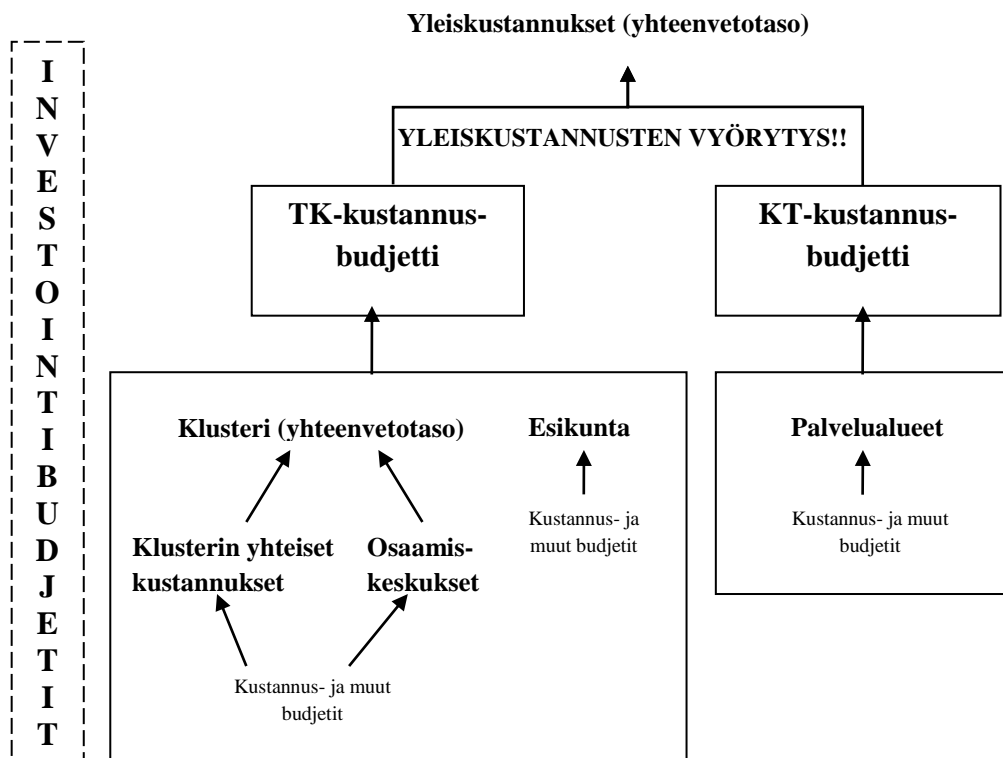 Yleiskustannukset (yhteenvetotaso)
INVESTOINTIBUDJETIT
YLEISKUSTANNUSTEN VYÖRYTYS!!
TK-kustannus-
budjetti
KT-kustannus-
budjetti
Klusteri (yhteenvetotaso)
Esikunta
Kustannus- ja
muut budjetit
Klusterin yhteiset
kustannukset
Osaamis-
keskukset
Kustannus- ja muut
budjetit
Palvelualueet
Kustannus- ja muut
budjetit